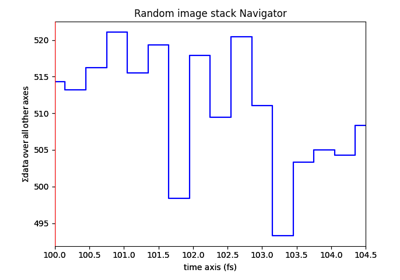 Random image stack Navigator
520
515
510
505
500
495
Σdata over all other axes
100.0 100.5 101.0 101.5 102.0 102.5 103.0 103.5 104.0 104.5
time axis (fs)